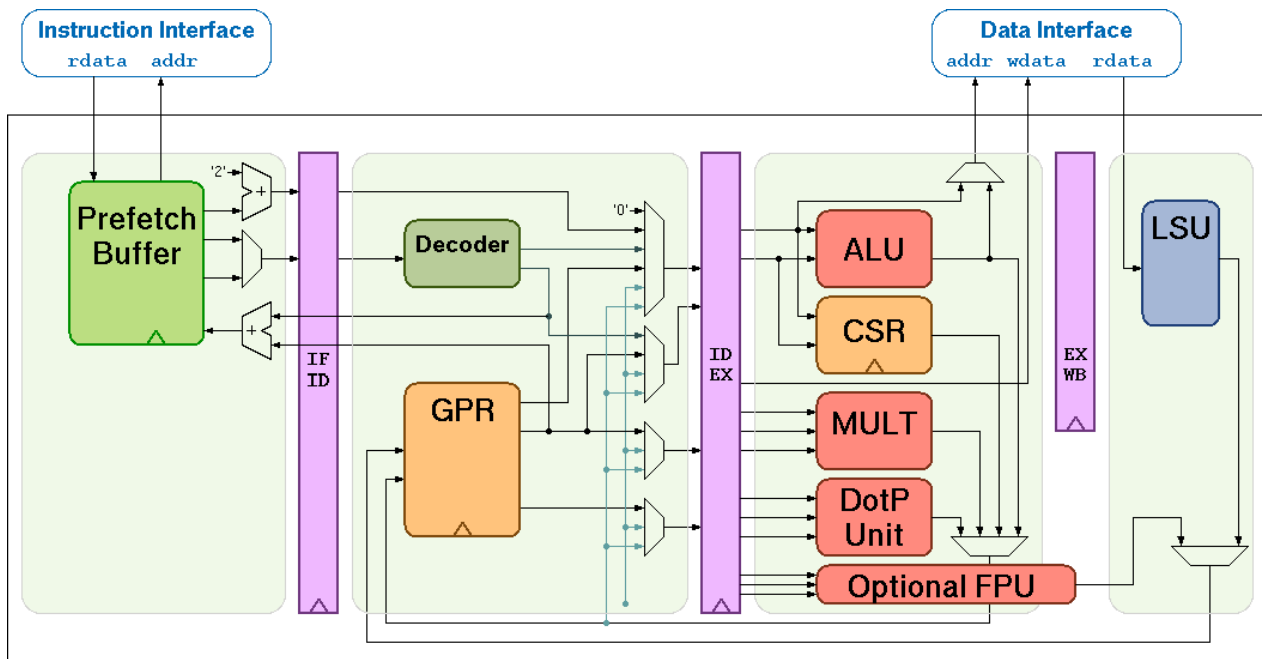 Instruction Interface
rdata addr
Data Interface
addr wdata rdata
'2'
+
Prefetch
Buffer
+
IF
ID
Decoder
GPR
'0'
ID
EX
ALU
CSR
MULT
DotP
Unit
Optional FPU
EX
WB
LSU